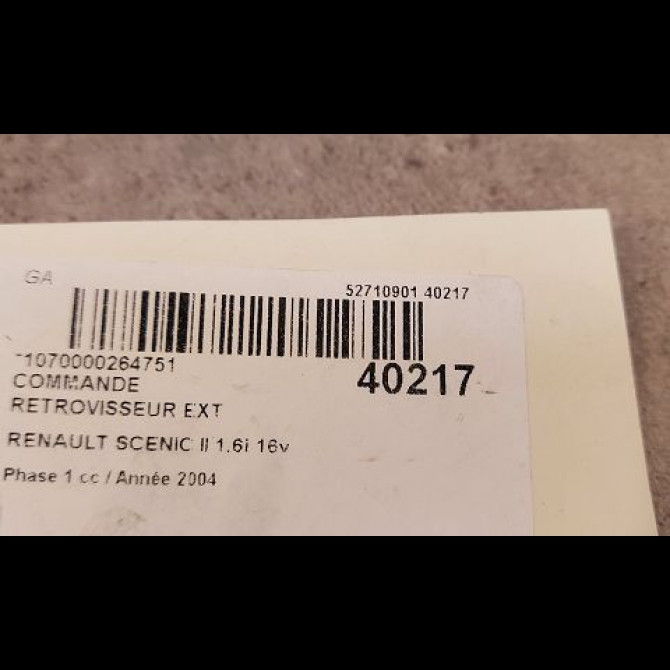 GA
52710901 40217
1070000264751
40217
COMMANDE
RETROVISSEUR EXT
RENAULT SCENIC II 1.6i 16v
Phase 1 cc / Année 2004